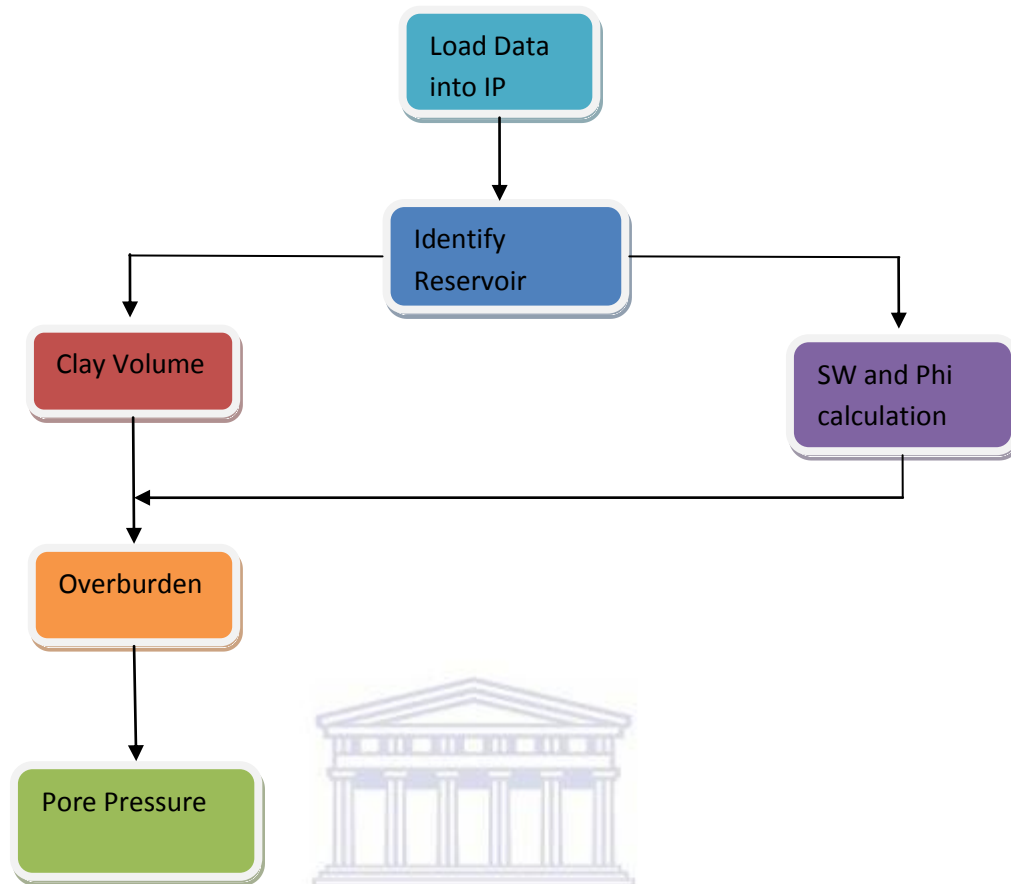 Load Data
into IP
Identify
Reservoir
Clay Volume
SW and Phi
calculation
Overburden
Pore Pressure